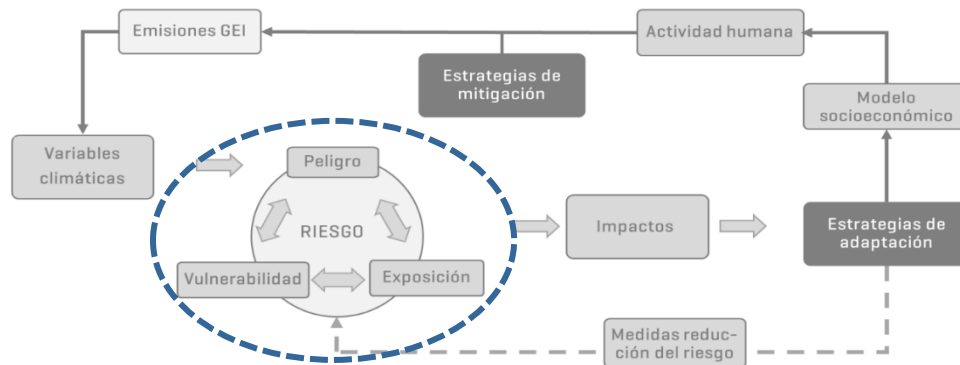 Emisiones GEI
Actividad humana
Estrategias de
mitigación
Modelo
socioeconómico
Variables
climáticas
Peligro
RIESGO
Vulnerabilidad
Exposición
Impactos
Estrategias de
adaptación
Medidas reduc-
ción del riesgo